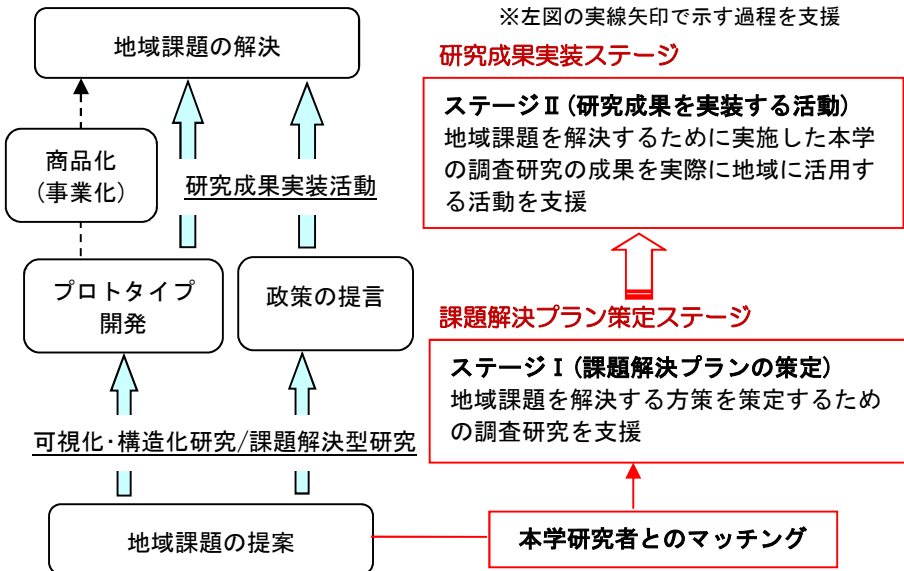 地域課題の解決
商品化
(事業化)
研究成果実装活動
プロトタイプ
開発
政策の提言
可視化･構造化研究/課題解決型研究
地域課題の提案
※左図の実線矢印で示す過程を支援
研究成果実装ステージ
ステージⅡ(研究成果を実装する活動)
地域課題を解決するために実施した本学
の調査研究の成果を実際に地域に活用す
る活動を支援
課題解決プラン策定ステージ
ステージⅠ(課題解決プランの策定)
地域課題を解決する方策を策定するため
の調査研究を支援
本学研究者とのマッチング